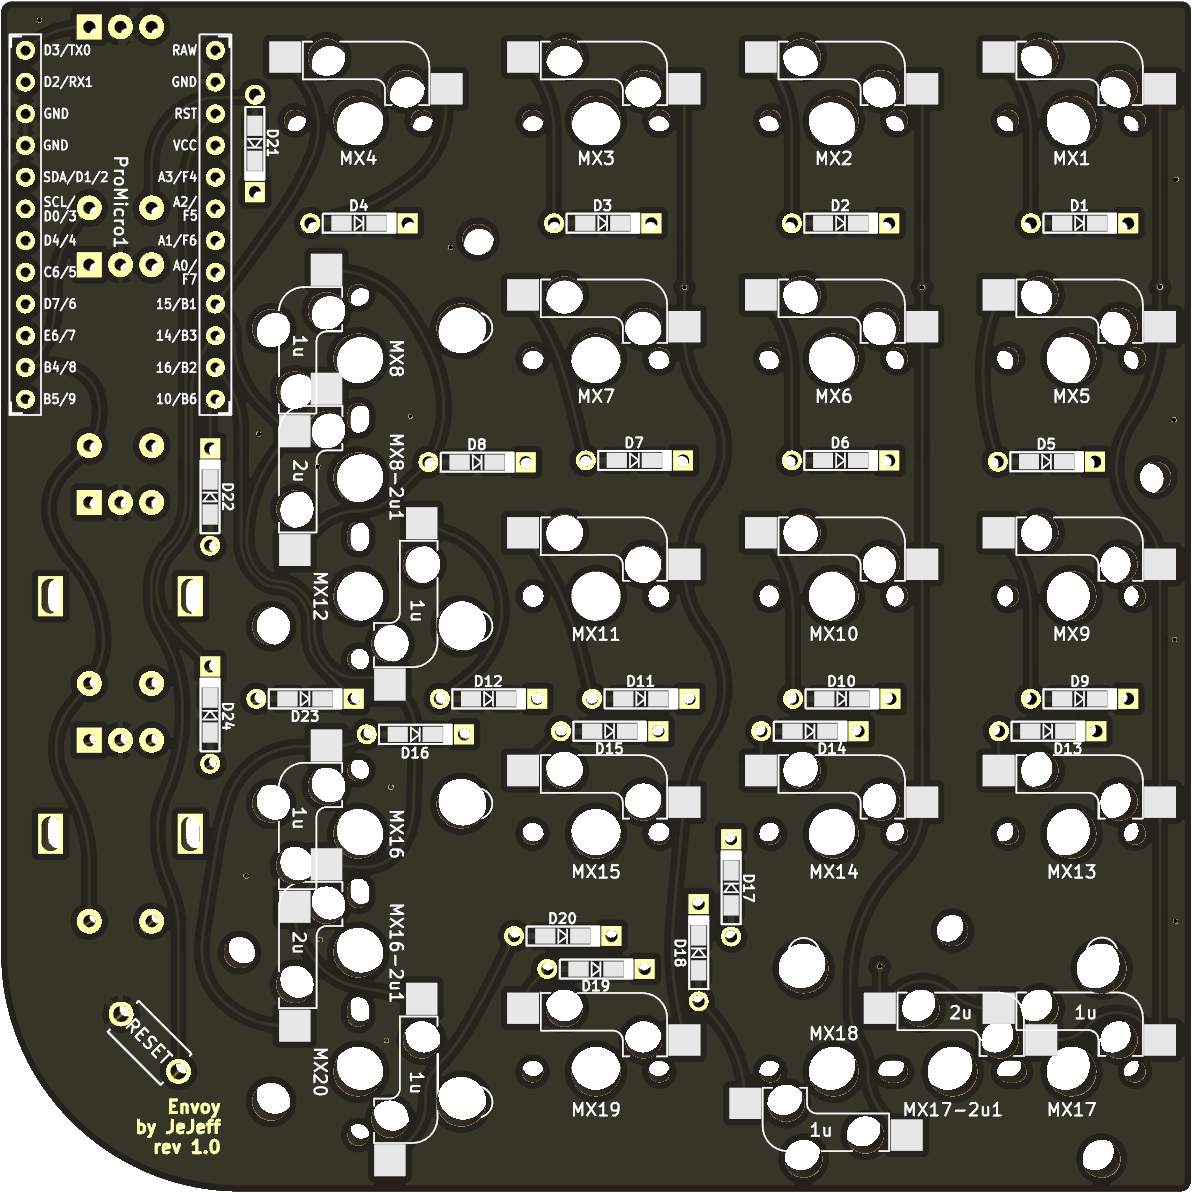 D3/TX0
RAW
D2/RX1
GND
GND
RST
GND
VCC
SDA/D1/2
A3/F4
SCL/
D0/3
A2/
F5
D4/4
A1/F6
C6/5
A0/
F7
D7/6
15/B1
E6/7
14/B3
B4/8
16/B2
B5/9
10/B6
ProMicro1
D21
MX4
MX3
MX2
MX1
D4
D3
D2
D1
1u
MX8
MX7
MX6
MX5
2u
MX8-2u1
D8
D7
D6
D5
D22
MX12
1u
MX11
MX10
MX9
D24
D23
D12
D11
D10
D9
D16
D15
D14
D13
1u
MX16
MX15
MX14
MX13
2u
MX16-2u1
D17
D18
D20
D19
MX20
1u
MX19
MX18
1u
2u
MX17-2u1
1u
MX17
RESET
Envoy
by JeJeff
rev 1.0